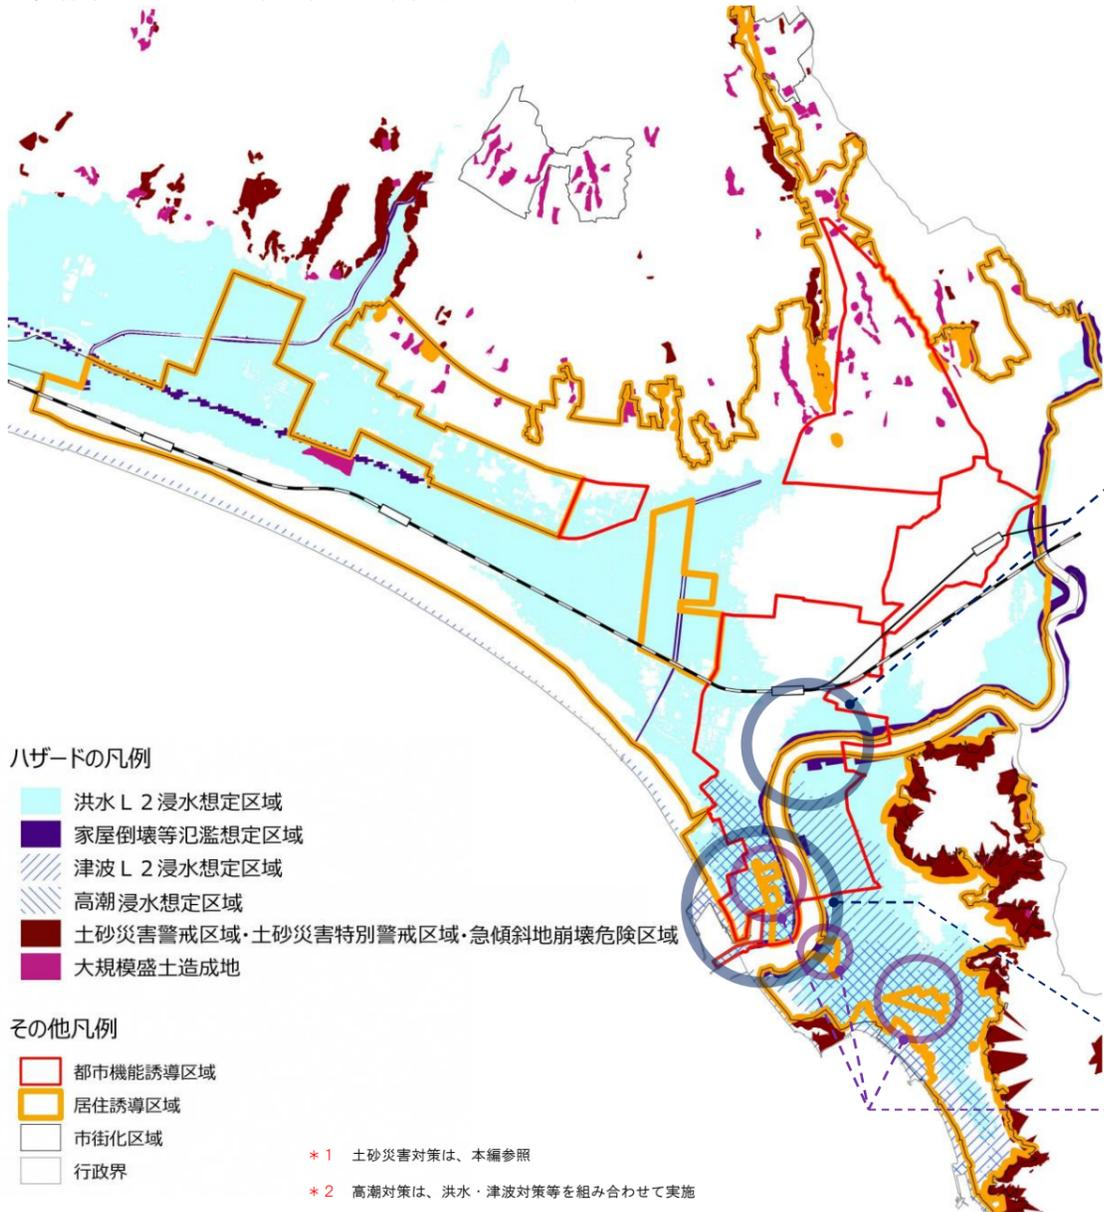 ハザードの凡例
洪水Ｌ２浸水想定区域
家屋倒壊等氾濫想定区域
津波Ｌ２浸水想定区域
高潮浸水想定区域
土砂災害警戒区域・土砂災害特別警戒区域・急傾斜地崩壊危険区域
大規模盛土造成地
その他凡例
都市機能誘導区域
居住誘導区域
市街化区域
行政界
＊1 土砂災害対策は、本編参照
＊2 高潮対策は、洪水・津波対策等を組み合わせて実施